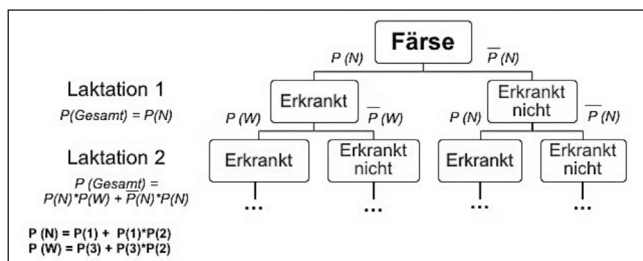 Färse
P (N)
P̅ (N)
Laktation 1
P(Gesamt) = P(N)
Erkrankt
Erkrankt
nicht
P (W)
P̅ (W)
P (N)
P̅ (N)
Laktation 2
P (Gesamt) =
P(N)*P(W) + P̅(N)*P(N)
Erkrankt
Erkrankt
nicht
Erkrankt
Erkrankt
nicht
...
...
...
...
P (N) = P(1) + P(1)*P(2)
P (W) = P(3) + P(3)*P(2)